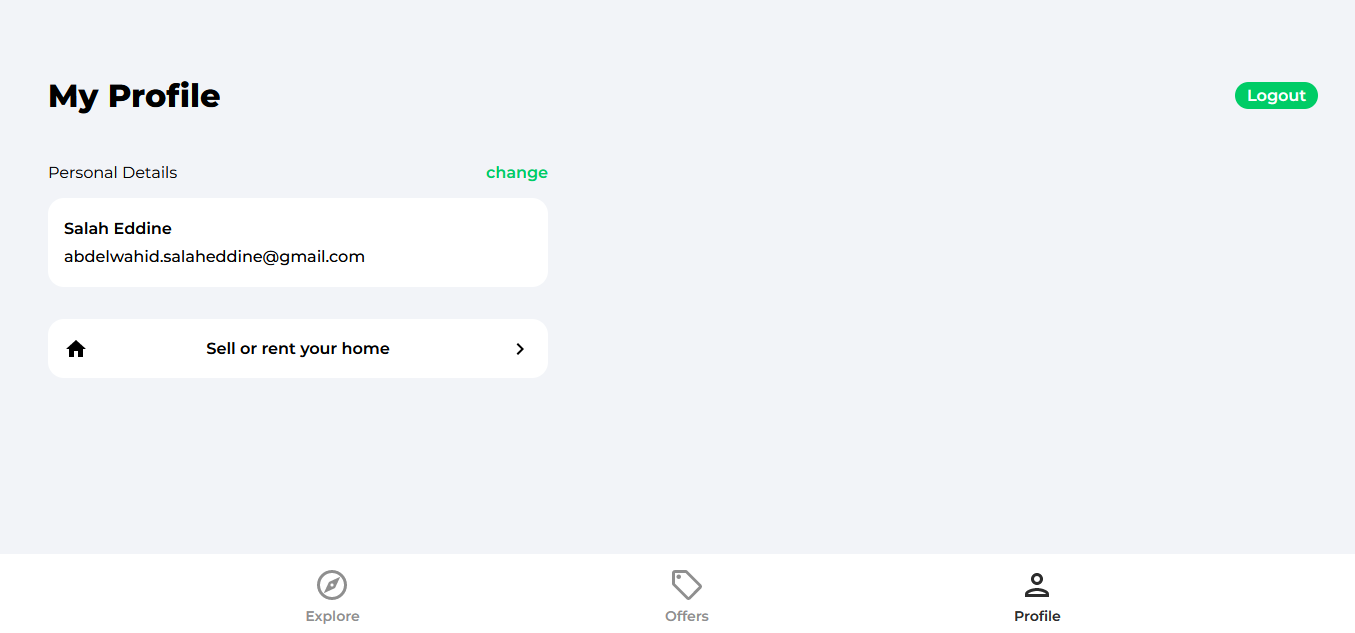 My Profile
Logout
Personal Details
change
Salah Eddine
abdelwahid.salaheddine@gmail.com
Sell or rent your home
Explore
Offers
Profile